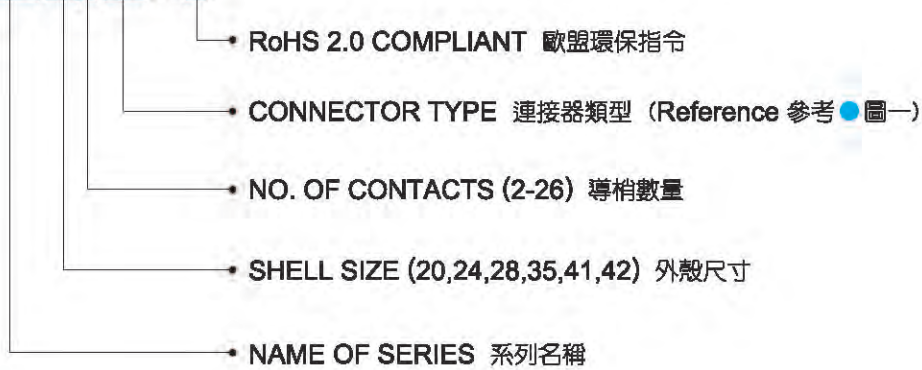 RoHS 2.0 COMPLIANT 歐盟環保指令
CONNECTOR TYPE 連接器類型 (Reference 參考●圖一)
NO. OF CONTACTS (2-26) 導梢數量
SHELL SIZE (20,24,28,35,41,42) 外殼尺寸
NAME OF SERIES 系列名稱